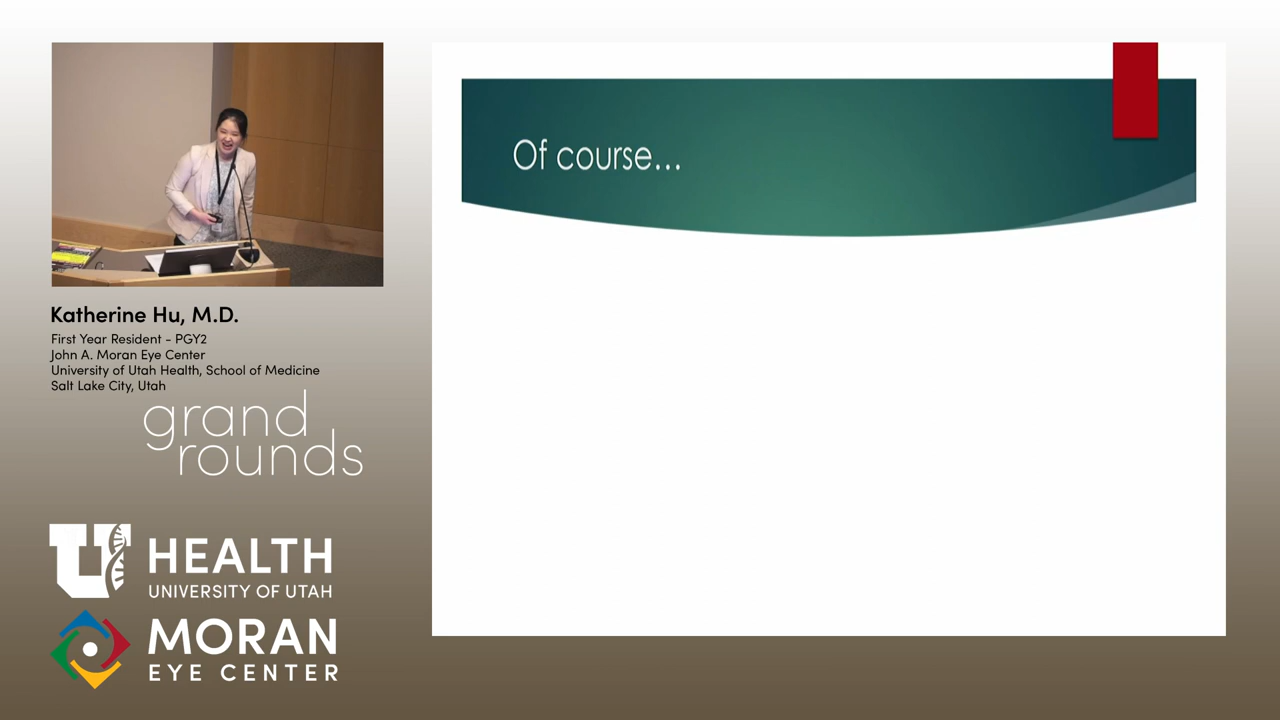 Katherine Hu, M.D.
First Year Resident - PGY2
John A. Moran Eye Center
University of Utah Health, School of Medicine
Salt Lake City, Utah
grand
rounds
U HEALTH
UNIVERSITY OF UTAH
MORAN
EYE CENTER
Of course...